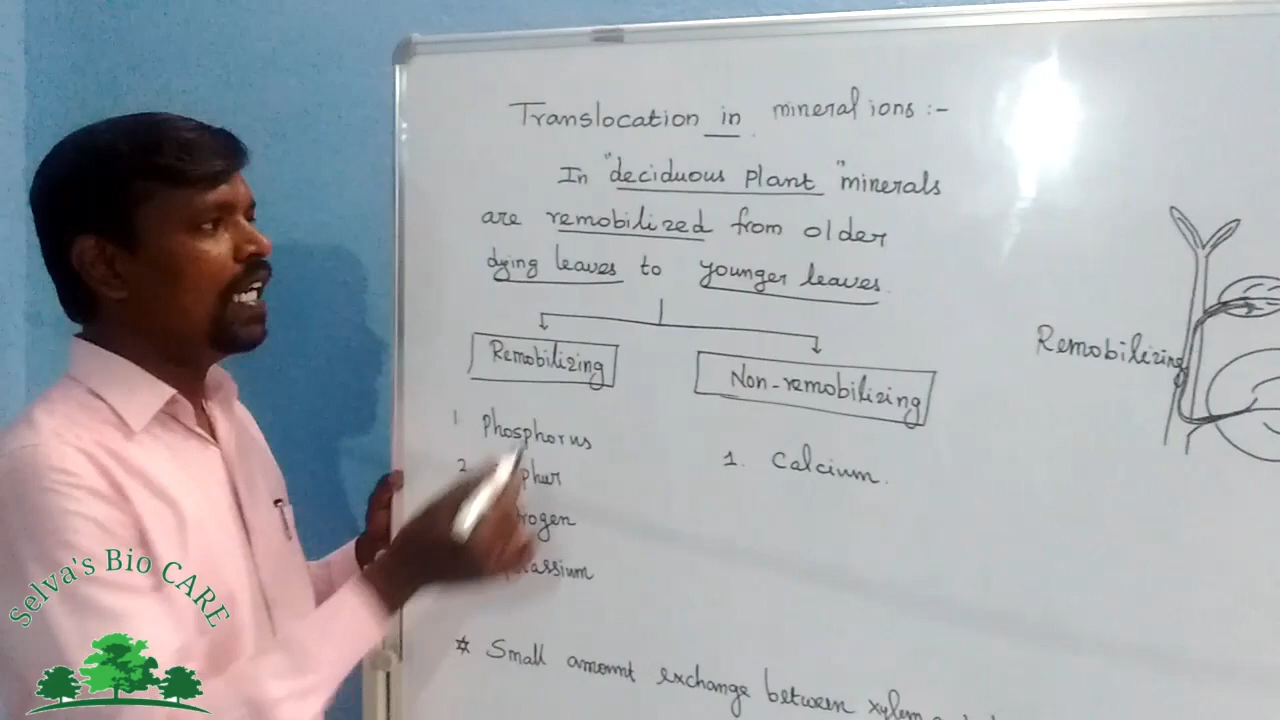 Translocation in mineral ions :-
In "deciduous plant" minerals
are remobilized from older
dying leaves to younger leaves.
Remobilizing
Non-remobilizing
Remobilizing
1 Phosphorus
1. Calcium.
2
* Small amount exchange between xylem
Selva's Bio CARE